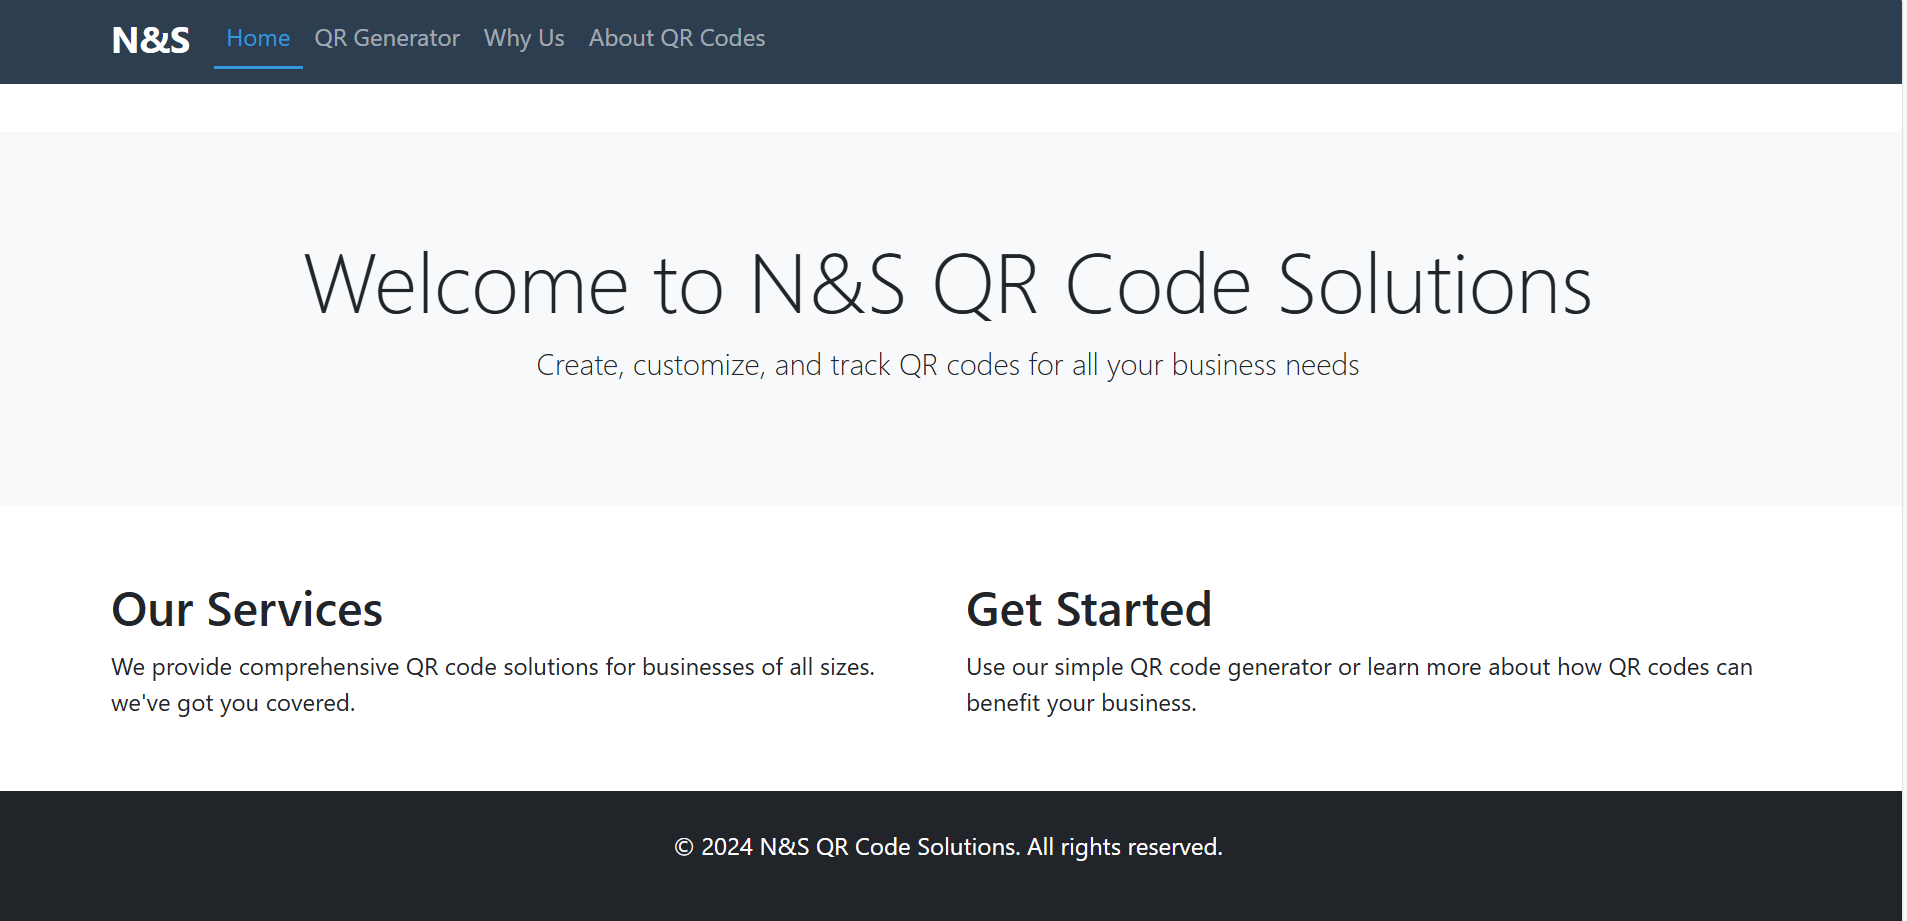 N&S Home QR Generator Why Us About QR Codes
Welcome to N&S QR Code Solutions
Create, customize, and track QR codes for all your business needs
Our Services
We provide comprehensive QR code solutions for businesses of all sizes.
we've got you covered.
Get Started
Use our simple QR code generator or learn more about how QR codes can
benefit your business.
© 2024 N&S QR Code Solutions. All rights reserved.